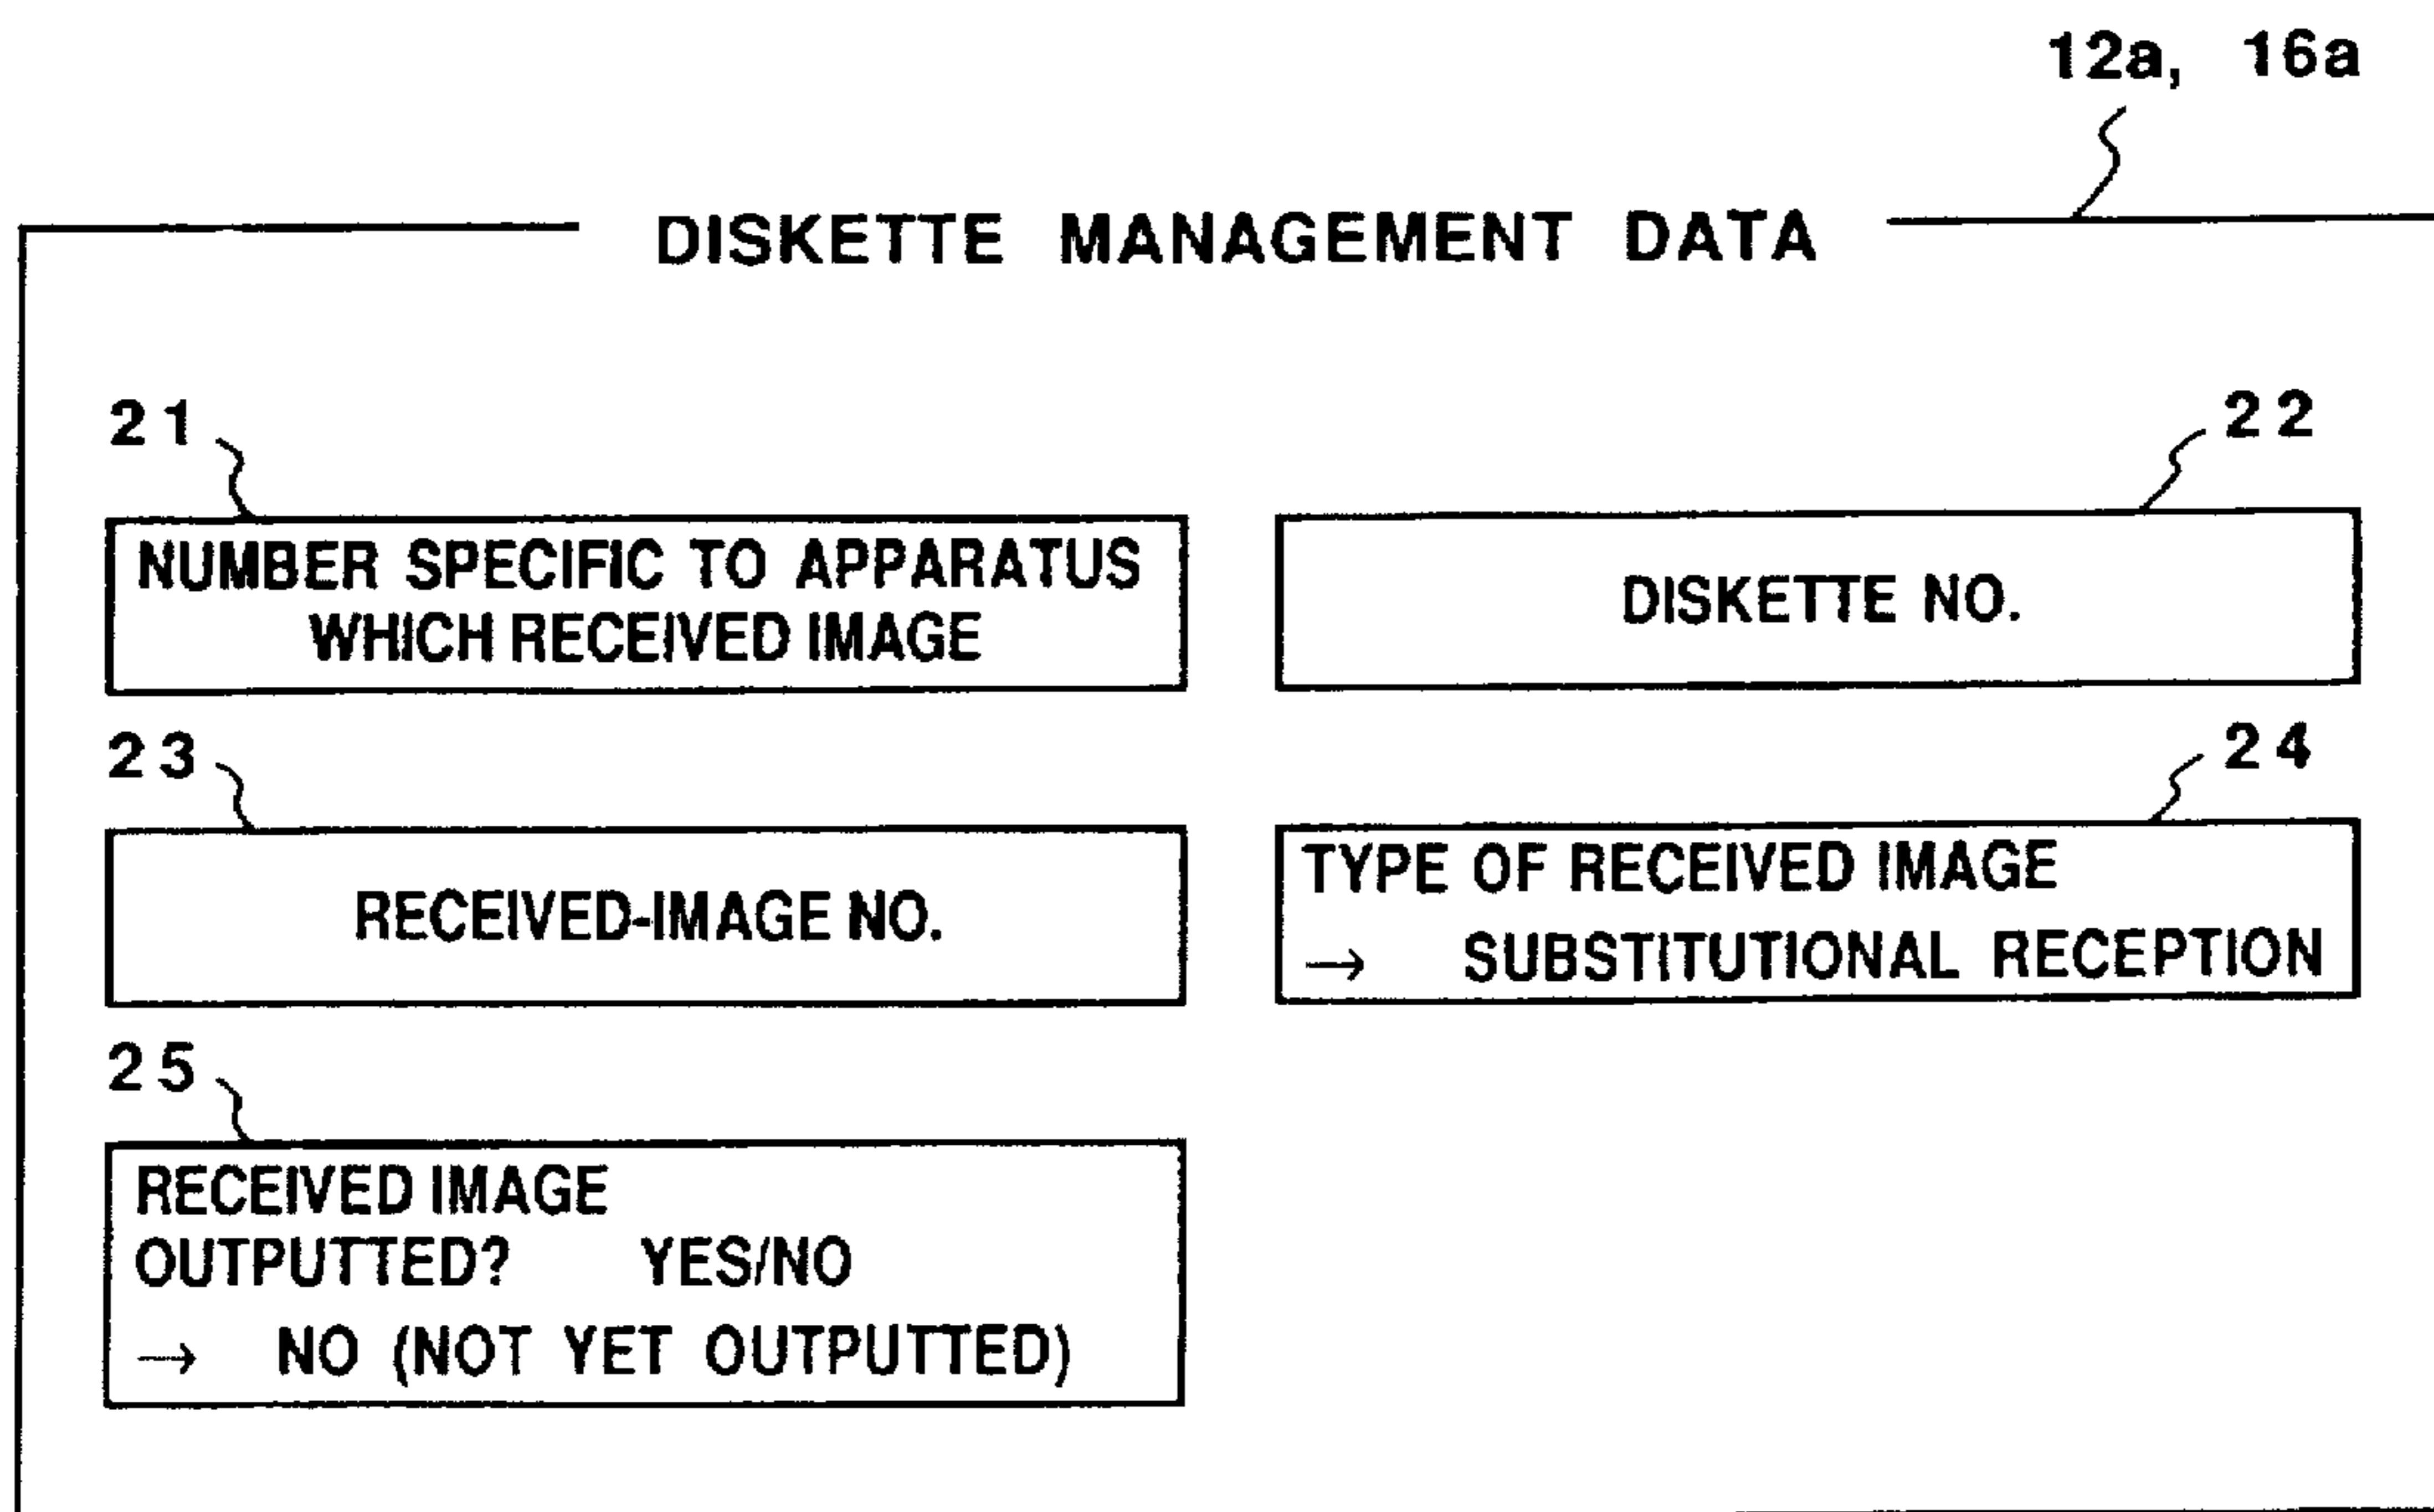 12a, 16a
DISKETTE MANAGEMENT DATA
21
22
NUMBER SPECIFIC TO APPARATUS
WHICH RECEIVED IMAGE
DISKETTE NO.
23
24
RECEIVED-IMAGE NO.
TYPE OF RECEIVED IMAGE
→ SUBSTITUTIONAL RECEPTION
25
RECEIVED IMAGE
OUTPUTTED? YES/NO
→ NO (NOT YET OUTPUTTED)